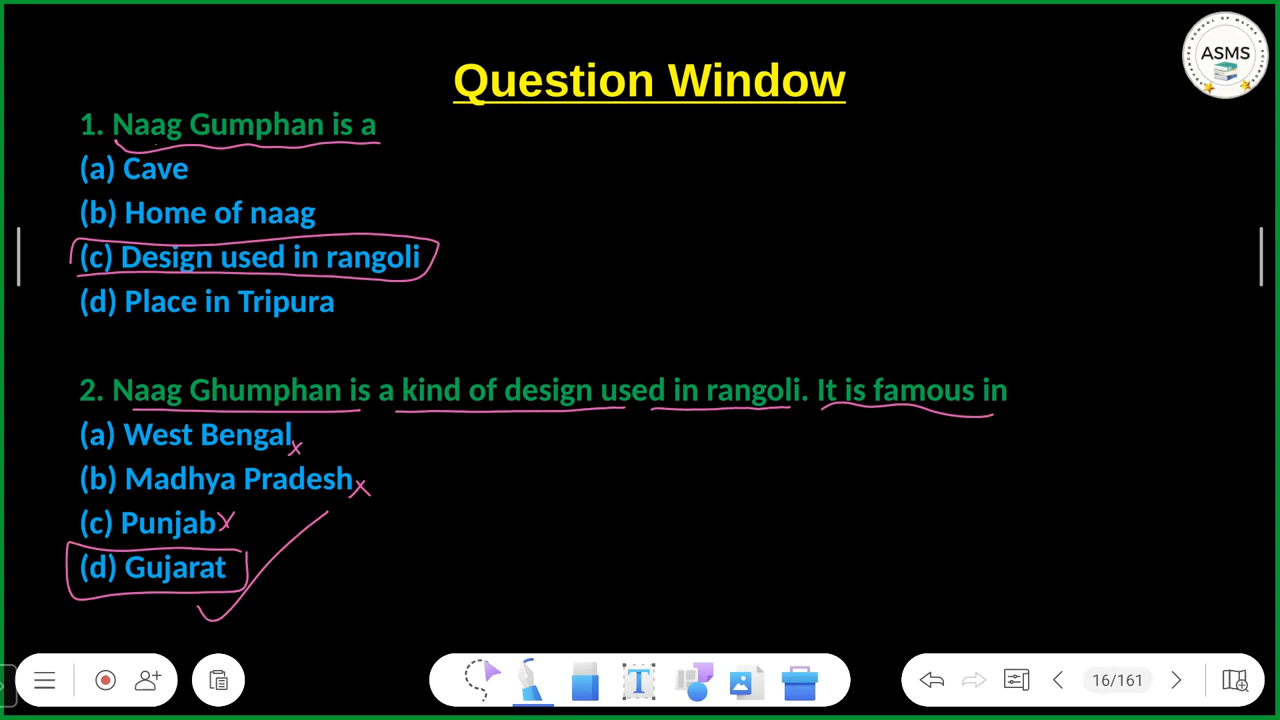 ASMS
Question Window
1. Naag Gumphan is a
(a) Cave
(b) Home of naag
(c) Design used in rangoli
(d) Place in Tripura
2. Naag Ghumphan is a kind of design used in rangoli. It is famous in
(a) West Bengal
(b) Madhya Pradesh
(c) Punjab
(d) Gujarat
16/161